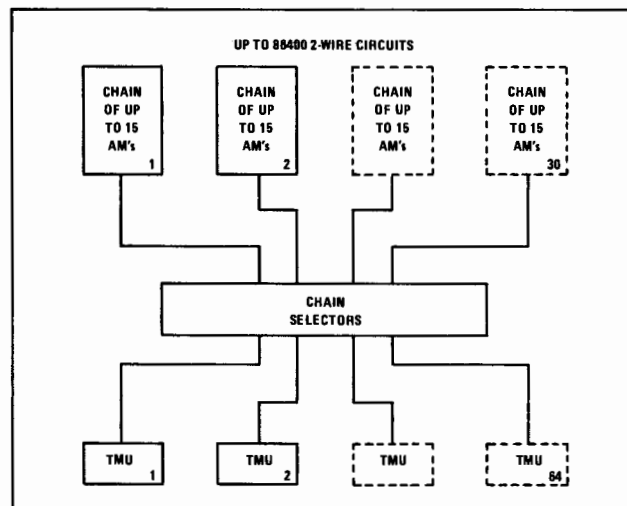 UP TO 86400 2-WIRE CIRCUITS
CHAIN
OF UP
TO 15
AM's
1
CHAIN
OF UP
TO 15
AM's
2
CHAIN
OF UP
TO 15
AM's
CHAIN
OF UP
TO 15
AM's
30
CHAIN
SELECTORS
TMU
1
TMU
2
TMU
TMU
64